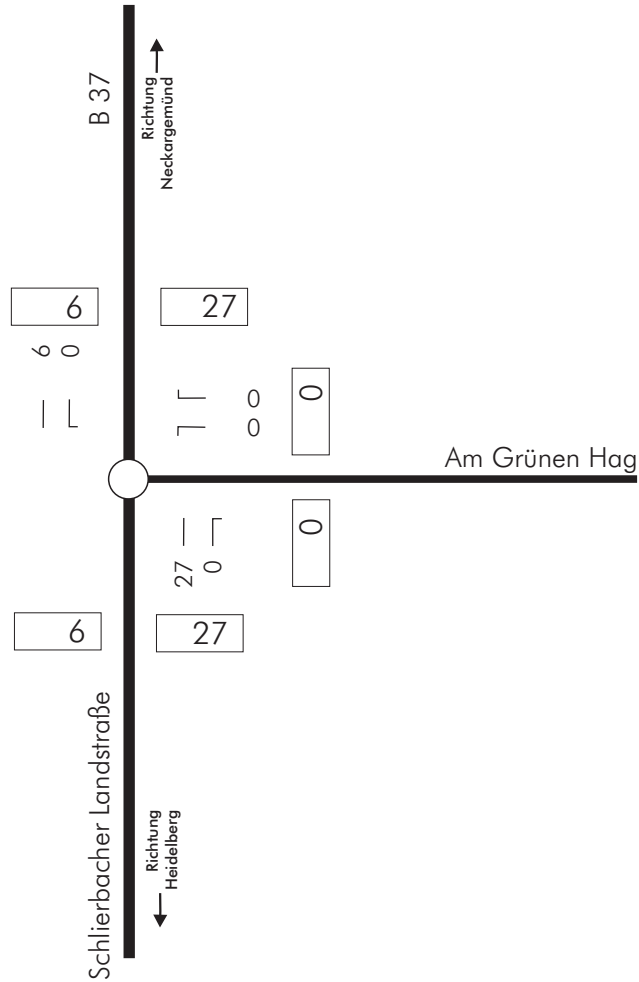 B 37
Richtung
Neckargemünd
6
27
6
0
0
0
0
Am Grünen Hag
0
27
0
6
27
Schlierbacher Landstraße
Richtung
Heidelberg